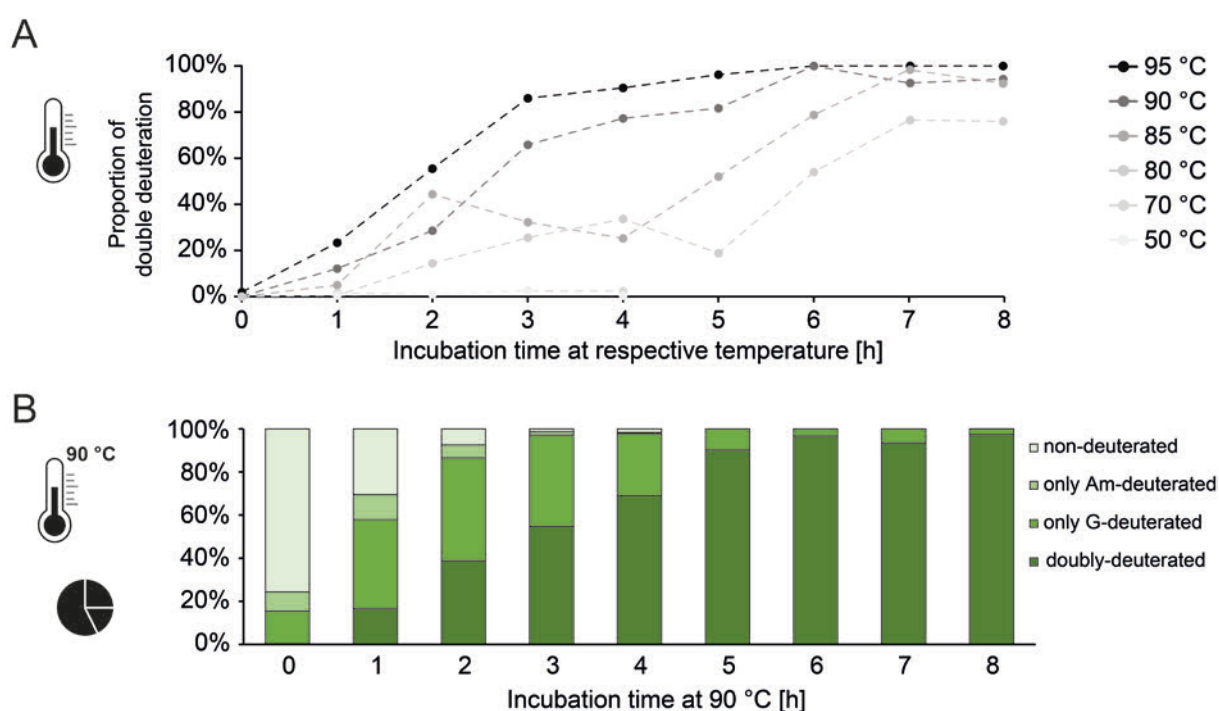 A
Proportion of
double deuteration
100%
80%
60%
40%
20%
0%
0 1 2 3 4 5 6 7 8
Incubation time at respective temperature [h]
95 °C
90 °C
85 °C
80 °C
70 °C
50 °C
B
90 °C
100%
80%
60%
40%
20%
0%
0 1 2 3 4 5 6 7 8
Incubation time at 90 °C [h]
non-deuterated
only Am-deuterated
only G-deuterated
doubly-deuterated